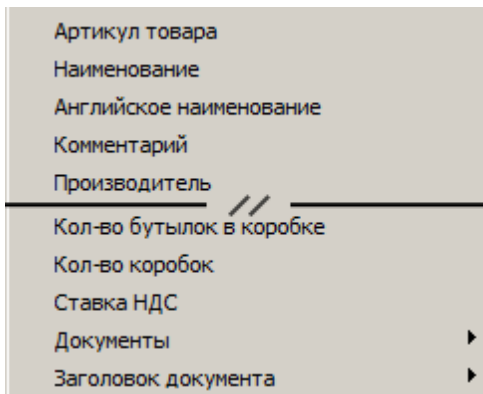 Артикул товара
Наименование
Английское наименование
Комментарий
Производитель
Кол-во бутылок в коробке
Кол-во коробок
Ставка НДС
Документы
Заголовок документа